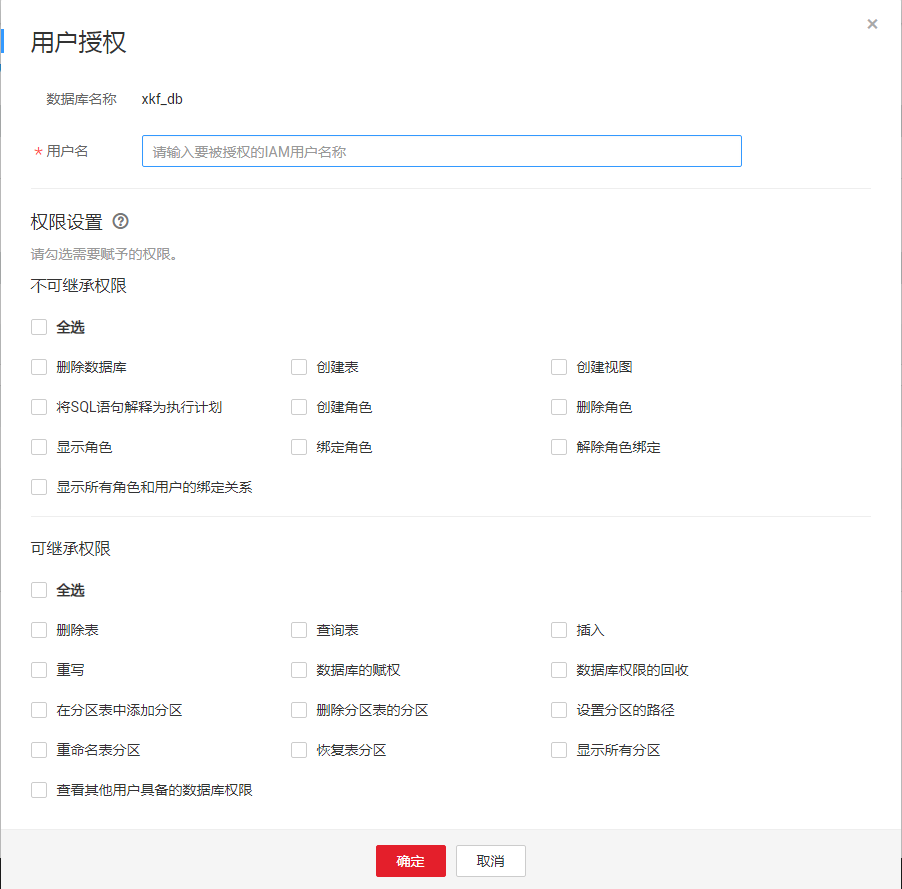 用户授权
×
数据库名称 xkf_db
* 用户名 请输入要被授权的IAM用户名称
权限设置 ?
请勾选需要赋予的权限。
不可继承权限
全选
删除数据库 创建表 创建视图
将SQL语句解释为执行计划 创建角色 删除角色
显示角色 绑定角色 解除角色绑定
显示所有角色和用户的绑定关系
可继承权限
全选
删除表 查询表 插入
重写 数据库的赋权 数据库权限的回收
在分区表中添加分区 删除分区表的分区 设置分区的路径
重命名表分区 恢复表分区 显示所有分区
查看其他用户具备的数据库权限
确定 取消